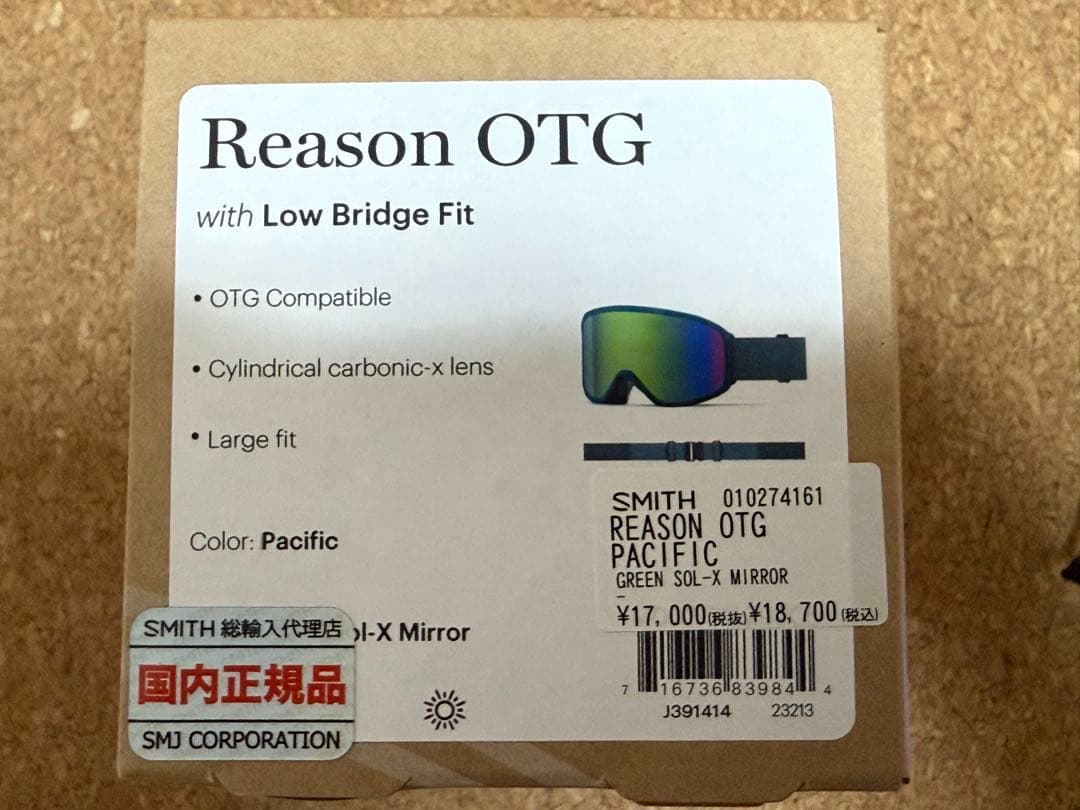 Reason OTG
with Low Bridge Fit
• OTG Compatible
• Cylindrical carbonic-x lens
• Large fit
Color: Pacific
ol-X Mirror
SMITH 010274161
REASON OTG
PACIFIC
GREEN SOL-X MIRROR
-
¥17,000(税抜)¥18,700(税込)
7 16736 83984 4
J391414 23213
SMITH 総輸入代理店
国内正規品
SMJ CORPORATION